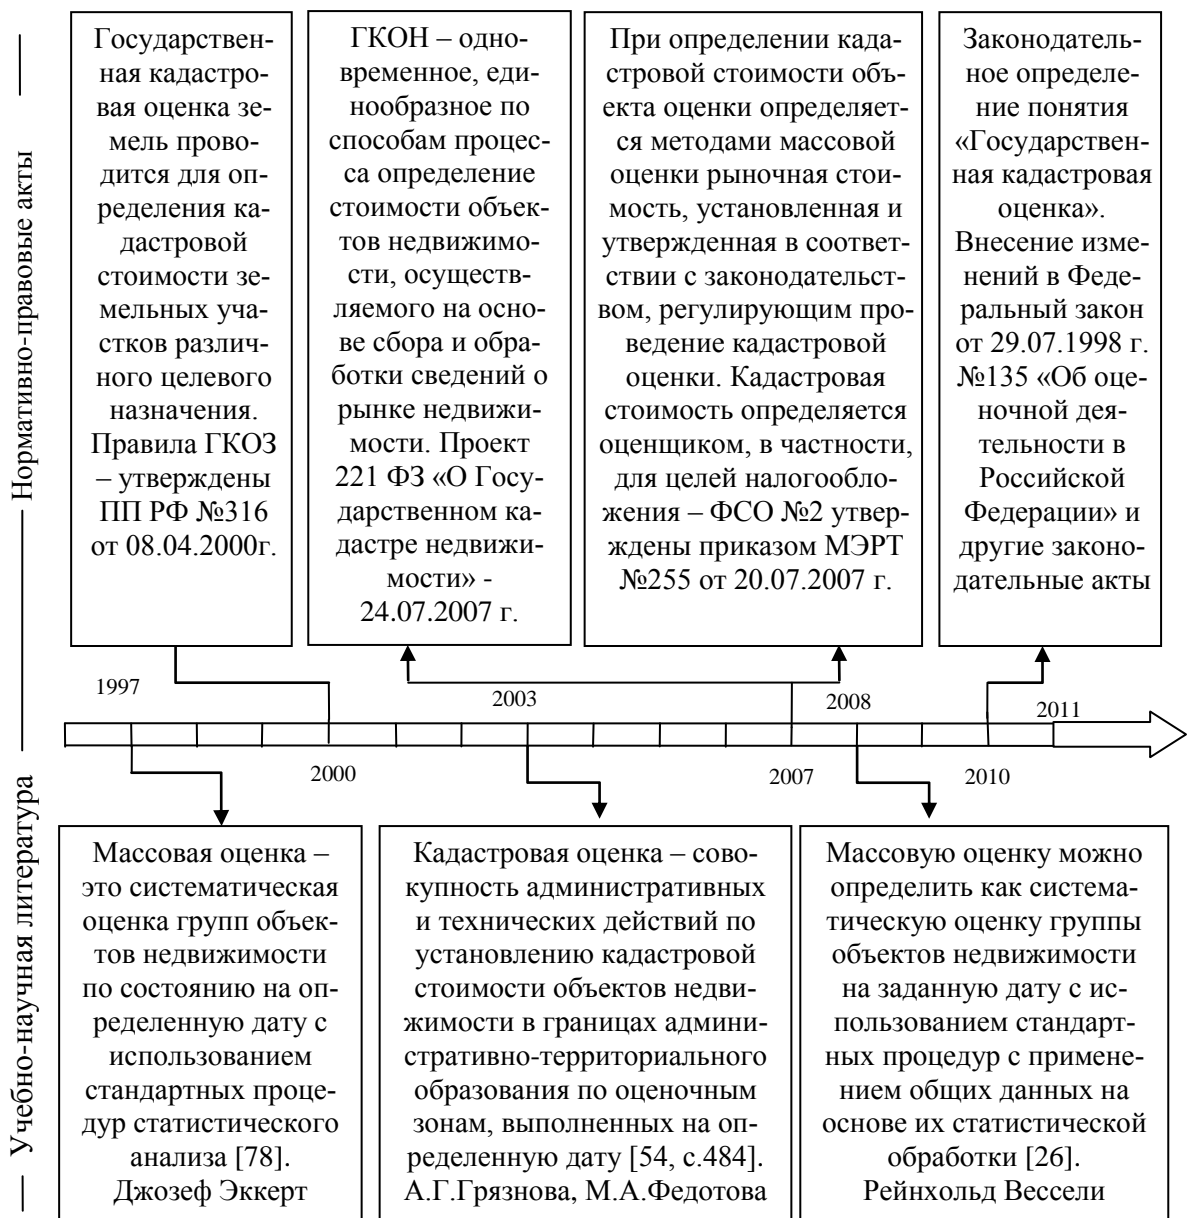 Нормативно-правовые акты
Государствен-
ная кадастро-
вая оценка зе-
мель прово-
дится для оп-
ределения ка-
дастровой
стоимости зе-
мельных уча-
стков различ-
ного целевого
назначения.
Правила ГКОЗ
– утверждены
ПП РФ №316
от 08.04.2000г.
ГКОН – одно-
временное, еди-
нообразное по
способам процес-
са определение
стоимости объек-
тов недвижимо-
сти, осуществ-
ляемого на осно-
ве сбора и обра-
ботки сведений о
рынке недвижи-
мости. Проект
221 ФЗ «О Госу-
дарственном ка-
дастре недвижи-
мости» -
24.07.2007 г.
При определении када-
стровой стоимости объ-
екта оценки определяет-
ся методами массовой
оценки рыночная стои-
мость, установленная и
утвержденная в соответ-
ствии с законодательст-
вом, регулирующим про-
ведение кадастровой
оценки. Кадастровая
стоимость определяется
оценщиком, в частности,
для целей налогообло-
жения – ФСО №2 утвер-
ждены приказом МЭРТ
№255 от 20.07.2007 г.
Законодатель-
ное определе-
ние понятия
«Государствен-
ная кадастровая
оценка».
Внесение изме-
нений в Феде-
ральный закон
от 29.07.1998 г.
№135 «Об оце-
ночной дея-
тельности в
Российской
Федерации» и
другие законо-
дательные акты
1997
2003
2008
2011
2000
2007
2010
Учебно-научная литература
Массовая оценка –
это систематическая
оценка групп объек-
тов недвижимости
по состоянию на оп-
ределенную дату с
использованием
стандартных проце-
дур статистического
анализа [78].
Джозеф Эккерт
Кадастровая оценка – сово-
купность административных
и технических действий по
установлению кадастровой
стоимости объектов недви-
жимости в границах админи-
стративно-территориального
образования по оценочным
зонам, выполненных на оп-
ределенную дату [54, с.484].
А.Г.Грязнова, М.А.Федотова
Массовую оценку можно
определить как система-
тическую оценку группы
объектов недвижимости
на заданную дату с ис-
пользованием стандарт-
ных процедур с примене-
нием общих данных на
основе их статистической
обработки [26].
Рейнхольд Вессели